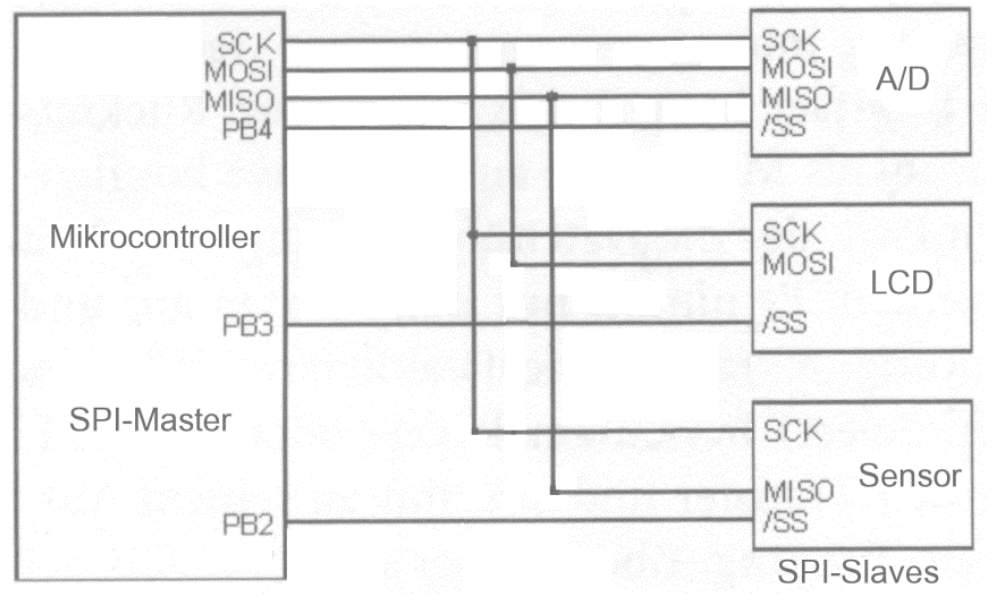 SCK
MOSI
MISO
PB4
Mikrocontroller
PB3
SPI-Master
PB2
SCK
MOSI
MISO
/SS
A/D
SCK
MOSI
/SS
LCD
SCK
MISO
/SS
Sensor
SPI-Slaves